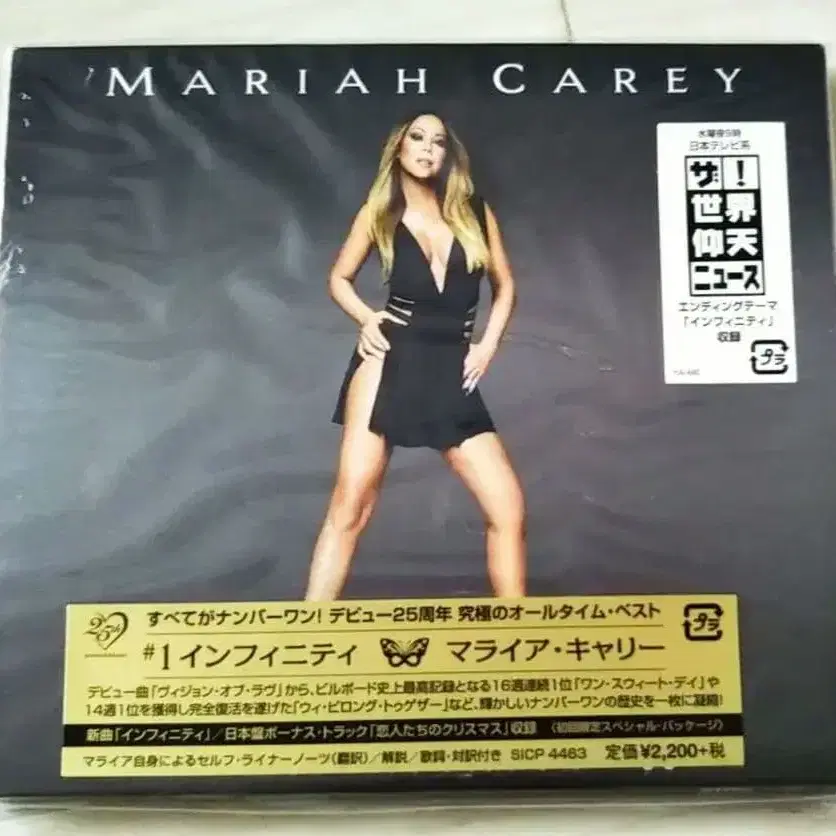 MARIAH CAREY
水曜夜9時
日本テレビ系
ザ!
世界
仰天
ニュース
エンディングテーマ
「インフィニティ」
収録
プラ
25th
すべてがナンバーワン! デビュー25周年 究極のオールタイム・ベスト
プラ
#1 インフィニティ マライア・キャリー
デビュー曲「ヴィジョン・オブ・ラヴ」から、ビルボード史上最高記録となる16週連続1位「ワン・スウィート・デイ」や
14週1位を獲得し完全復活を遂げた「ウィ・ビロング・トゥゲザー」など、輝かしいナンバーワンの歴史を一枚に凝縮!
新曲「インフィニティ」/日本盤ボーナス・トラック「恋人たちのクリスマス」収録 〈初回限定スペシャル・パッケージ〉
マライア自身によるセルフ・ライナーノーツ(翻訳)/解説/歌詞・対訳付き SICP 4463 定価¥2,200+税